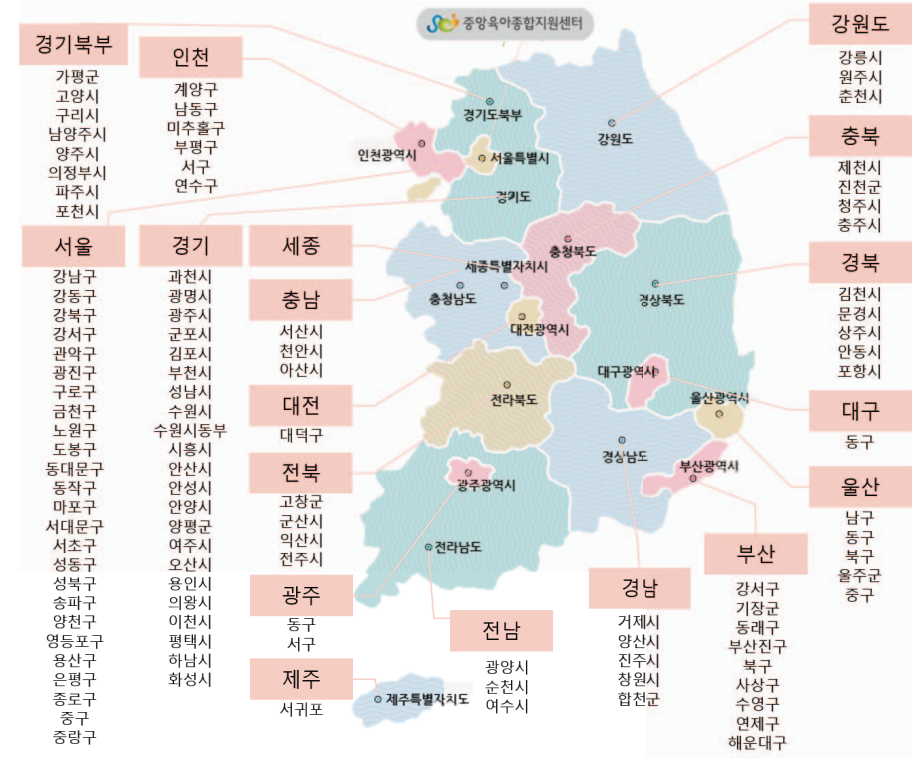 중앙육아종합지원센터
경기북부
가평군
고양시
구리시
남양주시
양주시
의정부시
파주시
포천시
인천
계양구
남동구
미추홀구
부평구
서구
연수구
서울
강남구
강동구
강북구
강서구
관악구
광진구
구로구
금천구
노원구
도봉구
동대문구
동작구
마포구
서대문구
서초구
성동구
성북구
송파구
양천구
영등포구
용산구
은평구
종로구
중구
중랑구
경기
과천시
광명시
광주시
군포시
김포시
부천시
성남시
수원시
수원시동부
시흥시
안산시
안성시
안양시
양평군
여주시
오산시
용인시
의왕시
이천시
평택시
하남시
화성시
세종
충남
서산시
천안시
아산시
대전
대덕구
전북
고창군
군산시
익산시
전주시
광주
동구
서구
제주
서귀포
경기도북부
인천광역시
서울특별시
경기도
강원도
충청북도
세종특별자치시
충청남도
대전광역시
경상북도
대구광역시
울산광역시
전라북도
경상남도
부산광역시
광주광역시
전라남도
제주특별자치도
전남
광양시
순천시
여수시
경남
거제시
양산시
진주시
창원시
합천군
부산
강서구
기장군
동래구
부산진구
북구
사상구
수영구
연제구
해운대구
강원도
강릉시
원주시
춘천시
충북
제천시
진천군
청주시
충주시
경북
김천시
문경시
상주시
안동시
포항시
대구
동구
울산
남구
동구
북구
울주군
중구